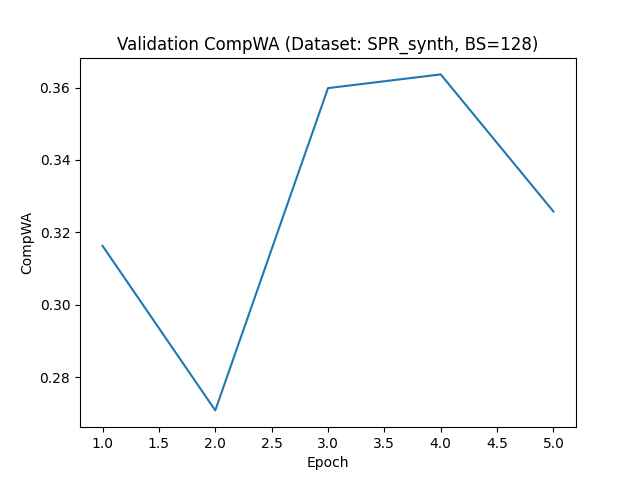 Validation CompWA (Dataset: SPR_synth, BS=128)
0.36
0.34
0.32
0.30
0.28
CompWA
1.0 1.5 2.0 2.5 3.0 3.5 4.0 4.5 5.0
Epoch